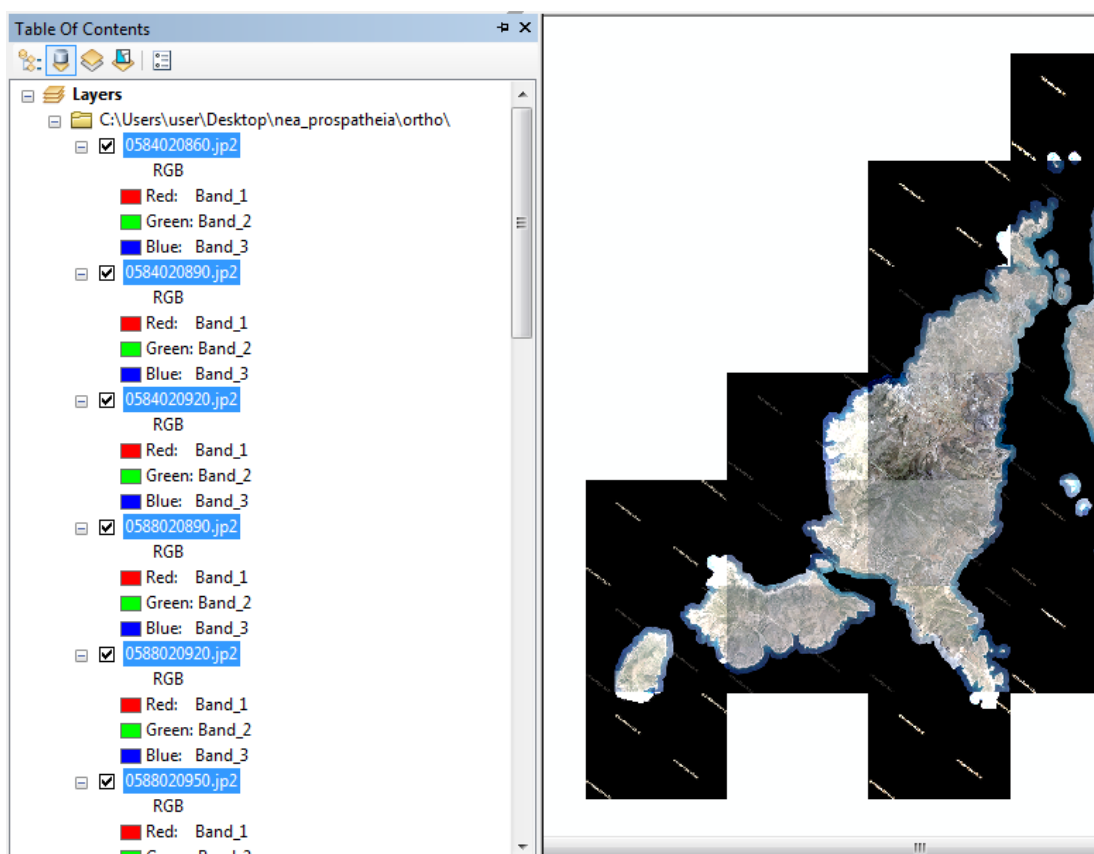 Table Of Contents
Layers
C:\Users\user\Desktop\nea_prospatheia\ortho\
0584020860.jp2
RGB
Red: Band_1
Green: Band_2
Blue: Band_3
0584020890.jp2
RGB
Red: Band_1
Green: Band_2
Blue: Band_3
0584020920.jp2
RGB
Red: Band_1
Green: Band_2
Blue: Band_3
0588020890.jp2
RGB
Red: Band_1
Green: Band_2
Blue: Band_3
0588020920.jp2
RGB
Red: Band_1
Green: Band_2
Blue: Band_3
0588020950.jp2
RGB
Red: Band_1